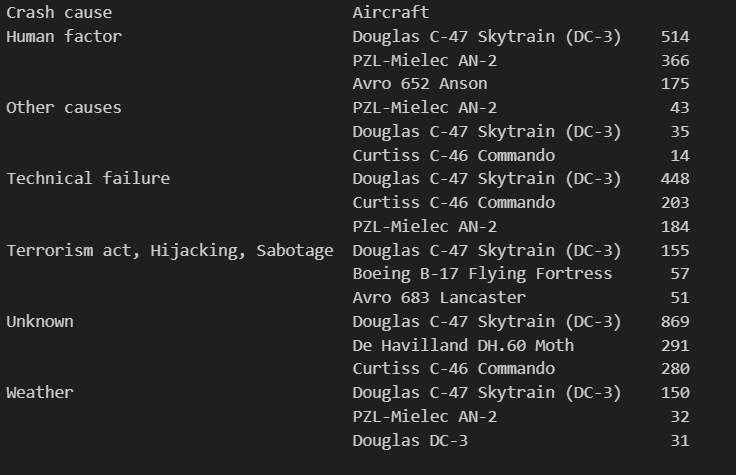 Crash cause Aircraft
Human factor Douglas C-47 Skytrain (DC-3) 514
PZL-Mielec AN-2 366
Avro 652 Anson 175
Other causes PZL-Mielec AN-2 43
Douglas C-47 Skytrain (DC-3) 35
Curtiss C-46 Commando 14
Technical failure Douglas C-47 Skytrain (DC-3) 448
Curtiss C-46 Commando 203
PZL-Mielec AN-2 184
Terrorism act, Hijacking, Sabotage Douglas C-47 Skytrain (DC-3) 155
Boeing B-17 Flying Fortress 57
Avro 683 Lancaster 51
Unknown Douglas C-47 Skytrain (DC-3) 869
De Havilland DH.60 Moth 291
Curtiss C-46 Commando 280
Weather Douglas C-47 Skytrain (DC-3) 150
PZL-Mielec AN-2 32
Douglas DC-3 31